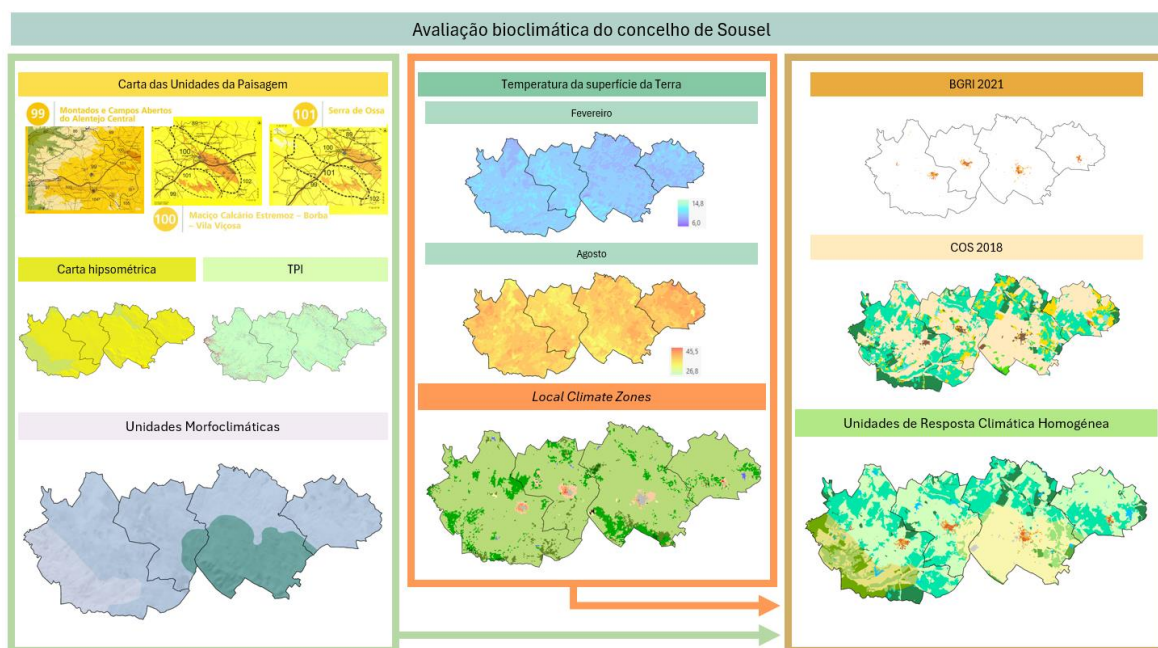 Avaliação bioclimática do concelho de Sousel
Carta das Unidades da Paisagem
99
Montados e Campos Abertos
do Alentejo Central
101
Serra de Ossa
100
Maciço Calcário Estremoz – Borba
– Vila Viçosa
Carta hipsométrica
TPI
Unidades Morfoclimáticas
Temperatura da superfície da Terra
Fevereiro
14,8
6,0
Agosto
45,5
26,8
Local Climate Zones
BGRI 2021
COS 2018
Unidades de Resposta Climática Homogénea